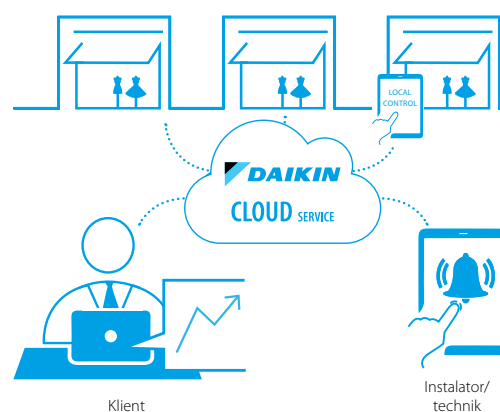 LOCAL
CONTROL
DAIKIN
CLOUD SERVICE
Klient
Instalator/
technik